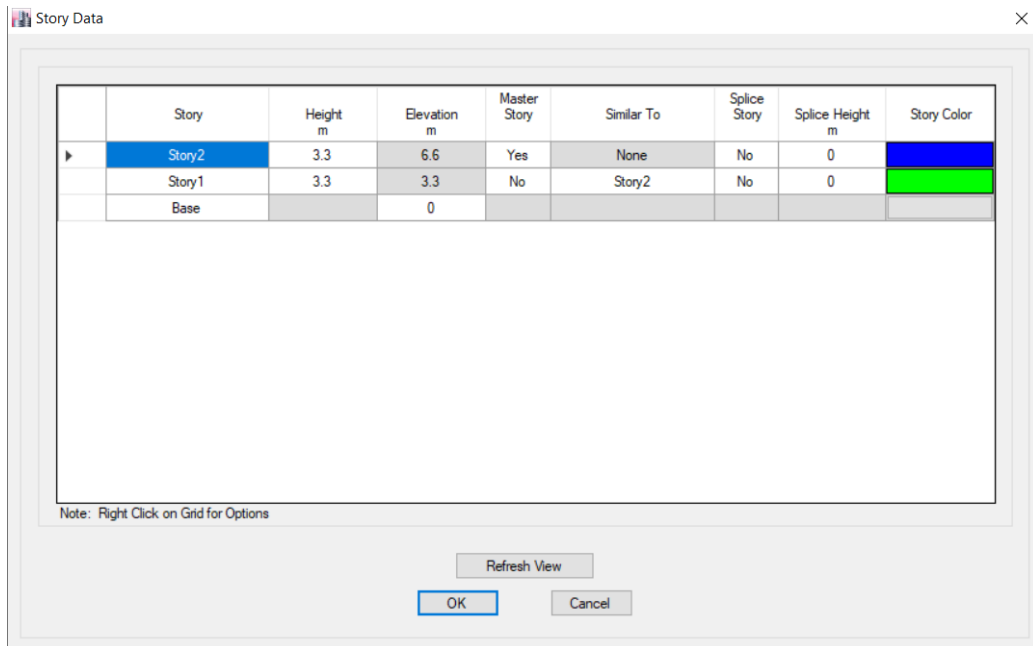 Story Data
Story Height m Elevation m Master Story Similar To Splice Story Splice Height m Story Color
Story2 3.3 6.6 Yes None No 0
Story1 3.3 3.3 No Story2 No 0
Base 0
Note: Right Click on Grid for Options
Refresh View
OK Cancel